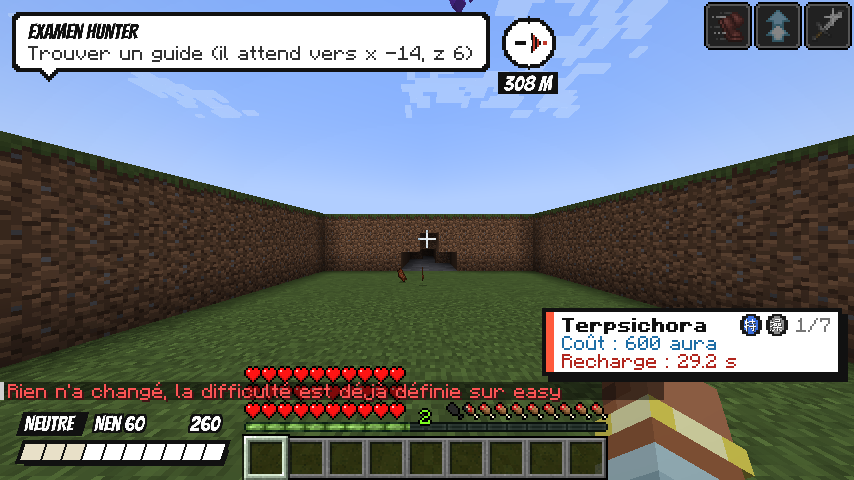 EXAMEN HUNTER
Trouver un guide (il attend vers x -14, z 6)
308 M
Terpsichora 1/7
Coût : 600 aura
Recharge : 29.2 s
Rien n'a changé, la difficulté est déjà définie sur easy
NEUTRE NEN 60 260
2